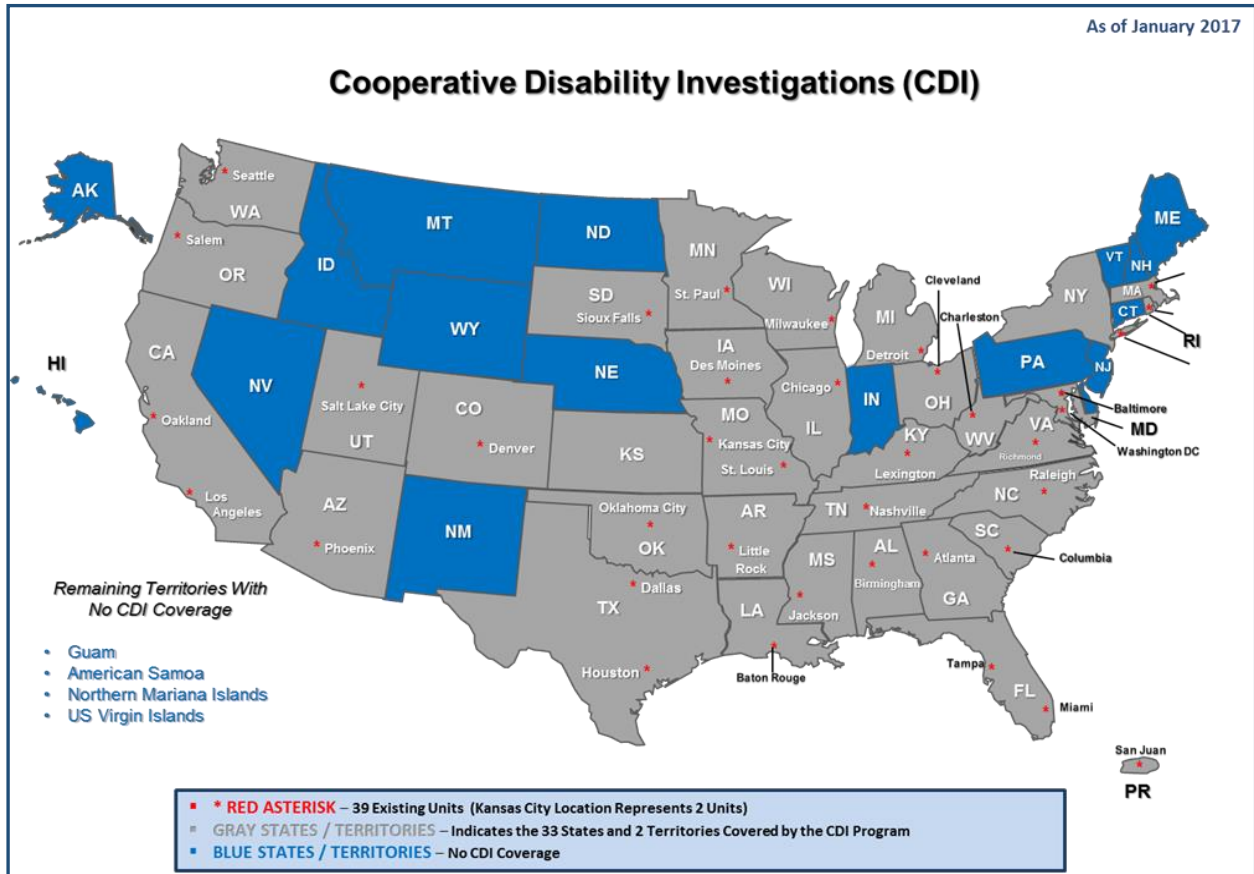 As of January 2017
Cooperative Disability Investigations (CDI)
AK
* Seattle
WA
* Salem
OR
ID
MT
ND
MN
St. Paul *
WI
Milwaukee *
MI
Detroit *
Cleveland
Charleston
NY
VT
NH
ME
MA *
CT *
RI
*
SD
Sioux Falls *
WY
NE
IA
Des Moines
*
Chicago *
IL
IN
*
OH
PA
NJ
* Baltimore
MD
*
Washington DC
HI
CA
* Oakland
* Los
Angeles
NV
*
Salt Lake City
UT
CO
* Denver
KS
MO
* Kansas City
St. Louis *
KY
*
Lexington
*
WV
VA
*
Richmond
Raleigh
NC *
AZ
* Phoenix
NM
Oklahoma City
*
OK
AR
* Little
Rock
TN * Nashville
MS
*
Jackson
AL
*
Birmingham
* Atlanta
GA
SC
*
Columbia
TX
* Dallas
Houston *
LA
*
Baton Rouge
Tampa *
FL
* Miami
San Juan
*
PR
Remaining Territories With
No CDI Coverage
• Guam
• American Samoa
• Northern Mariana Islands
• US Virgin Islands
▪ * RED ASTERISK – 39 Existing Units (Kansas City Location Represents 2 Units)
▪ GRAY STATES / TERRITORIES – Indicates the 33 States and 2 Territories Covered by the CDI Program
▪ BLUE STATES / TERRITORIES – No CDI Coverage